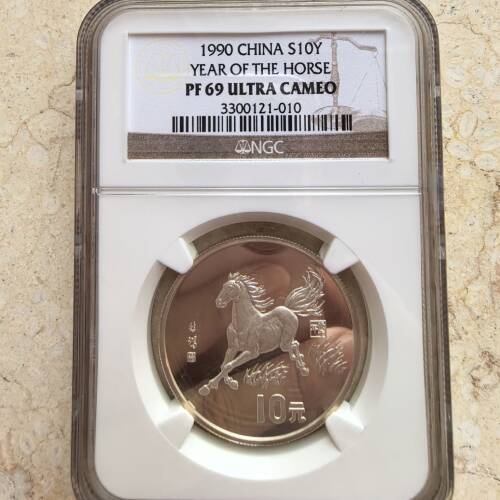 1990 CHINA S10Y
YEAR OF THE HORSE
PF 69 ULTRA CAMEO
3300121-010
NGC
10元